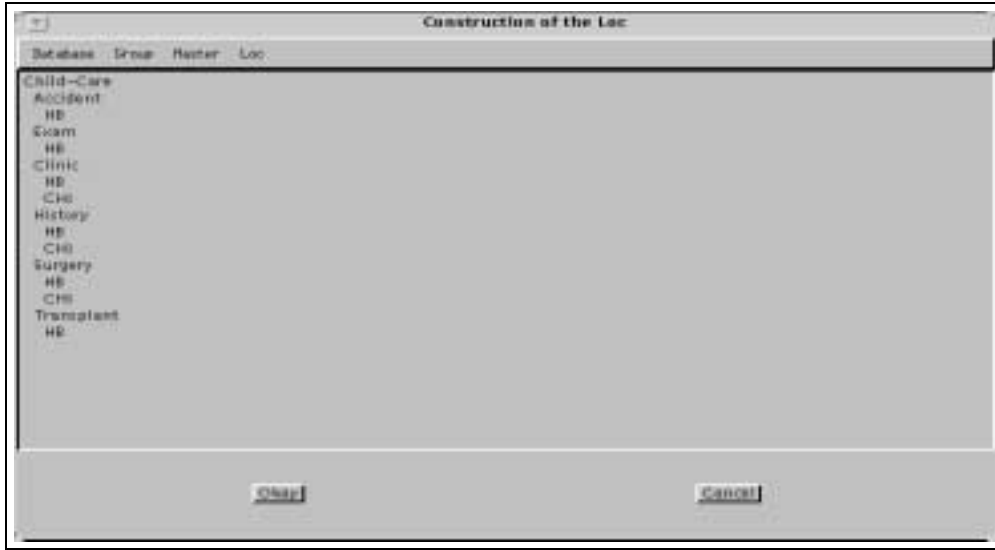 Construction of the Loc
Database Group Master Loc
Child-Care
Accident
HB
Exam
HB
Clinic
HB
CHI
History
HB
CHI
Surgery
HB
CHI
Transplant
HB
Okay Cancel